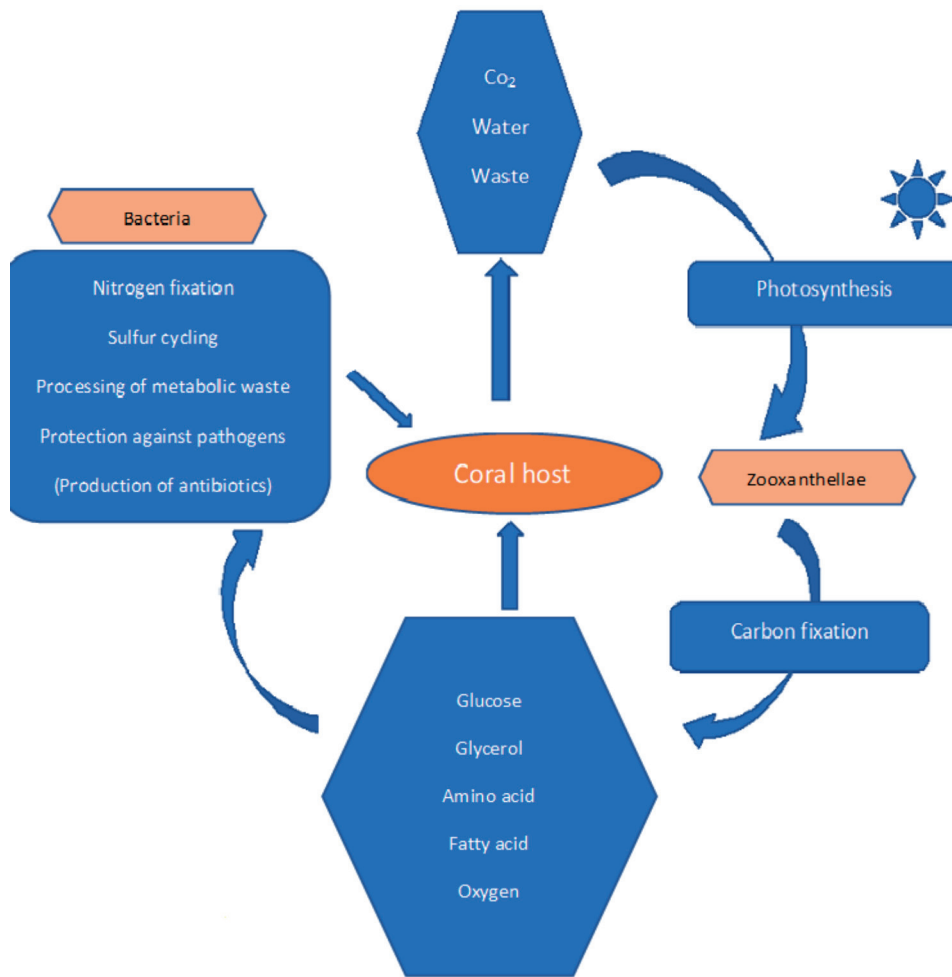 Co₂
Water
Waste
Bacteria
Nitrogen fixation
Sulfur cycling
Processing of metabolic waste
Protection against pathogens
(Production of antibiotics)
Photosynthesis
Coral host
Zooxanthellae
Carbon fixation
Glucose
Glycerol
Amino acid
Fatty acid
Oxygen